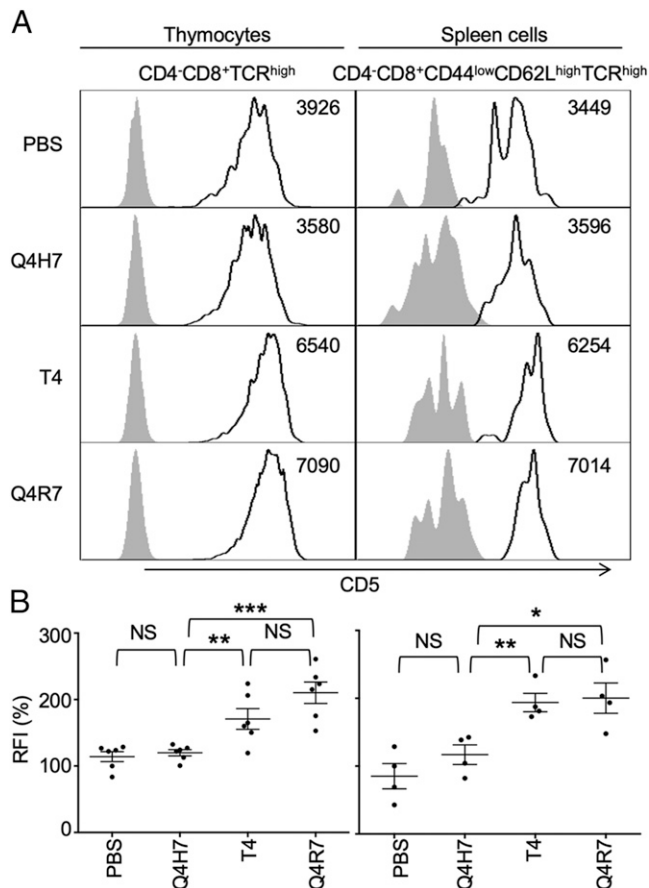 A
Thymocytes Spleen cells
CD4-CD8+TCRhigh CD4-CD8+CD44lowCD62LhighTCRhigh
PBS 3926 3449
Q4H7 3580 3596
T4 6540 6254
Q4R7 7090 7014
CD5
B
*** *
NS ** NS NS ** NS
300
200
100
0
RFI (%)
PBS Q4H7 T4 Q4R7 PBS Q4H7 T4 Q4R7